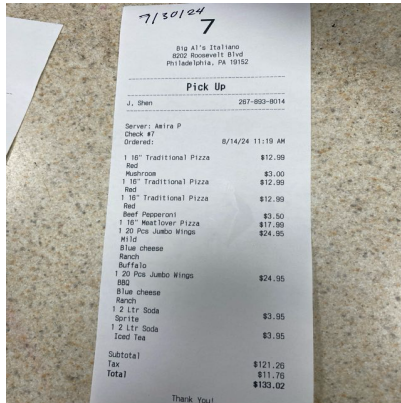 7/30/24
7
Big Al's Italiano
8202 Roosevelt Blvd
Philadelphia, PA 19152
Pick Up
J. Shen 267-893-8014
Server: Amira P
Check #7
Ordered: 8/14/24 11:19 AM
1 16" Traditional Pizza $12.99
Red
Mushroom $3.00
1 16" Traditional Pizza $12.99
Red
1 16" Traditional Pizza $12.99
Red
Beef Pepperoni $3.50
1 16" Meatlover Pizza $17.99
1 20 Pcs Jumbo Wings $24.95
Mild
Blue cheese
Ranch
Buffalo
1 20 Pcs Jumbo Wings $24.95
BBQ
Blue cheese
Ranch
1 2 Ltr Soda $3.95
Sprite
1 2 Ltr Soda $3.95
Iced Tea
Subtotal $121.26
Tax $11.76
Total $133.02
Thank You!